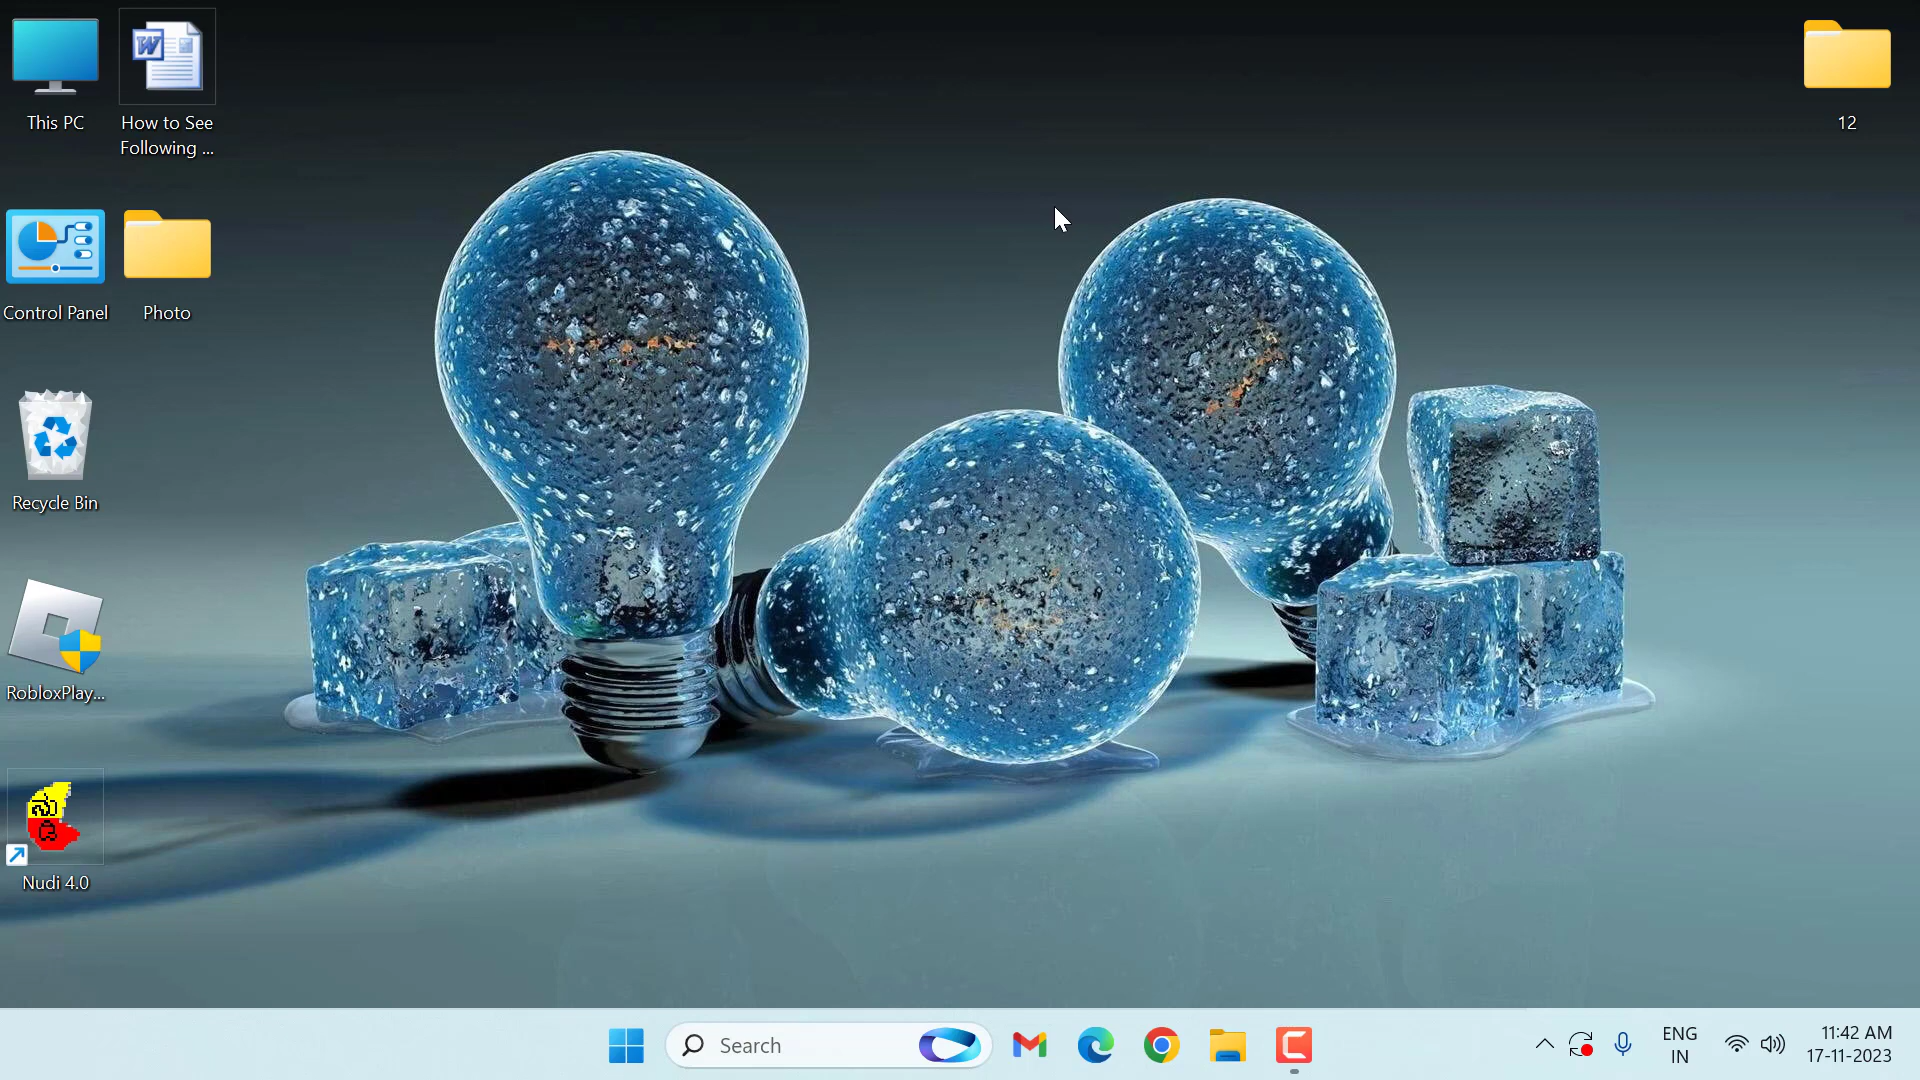 This PC
How to See
Following ...
12
Control Panel
Photo
Recycle Bin
RobloxPlay...
Nudi 4.0
Search
ENG
IN
11:42 AM
17-11-2023